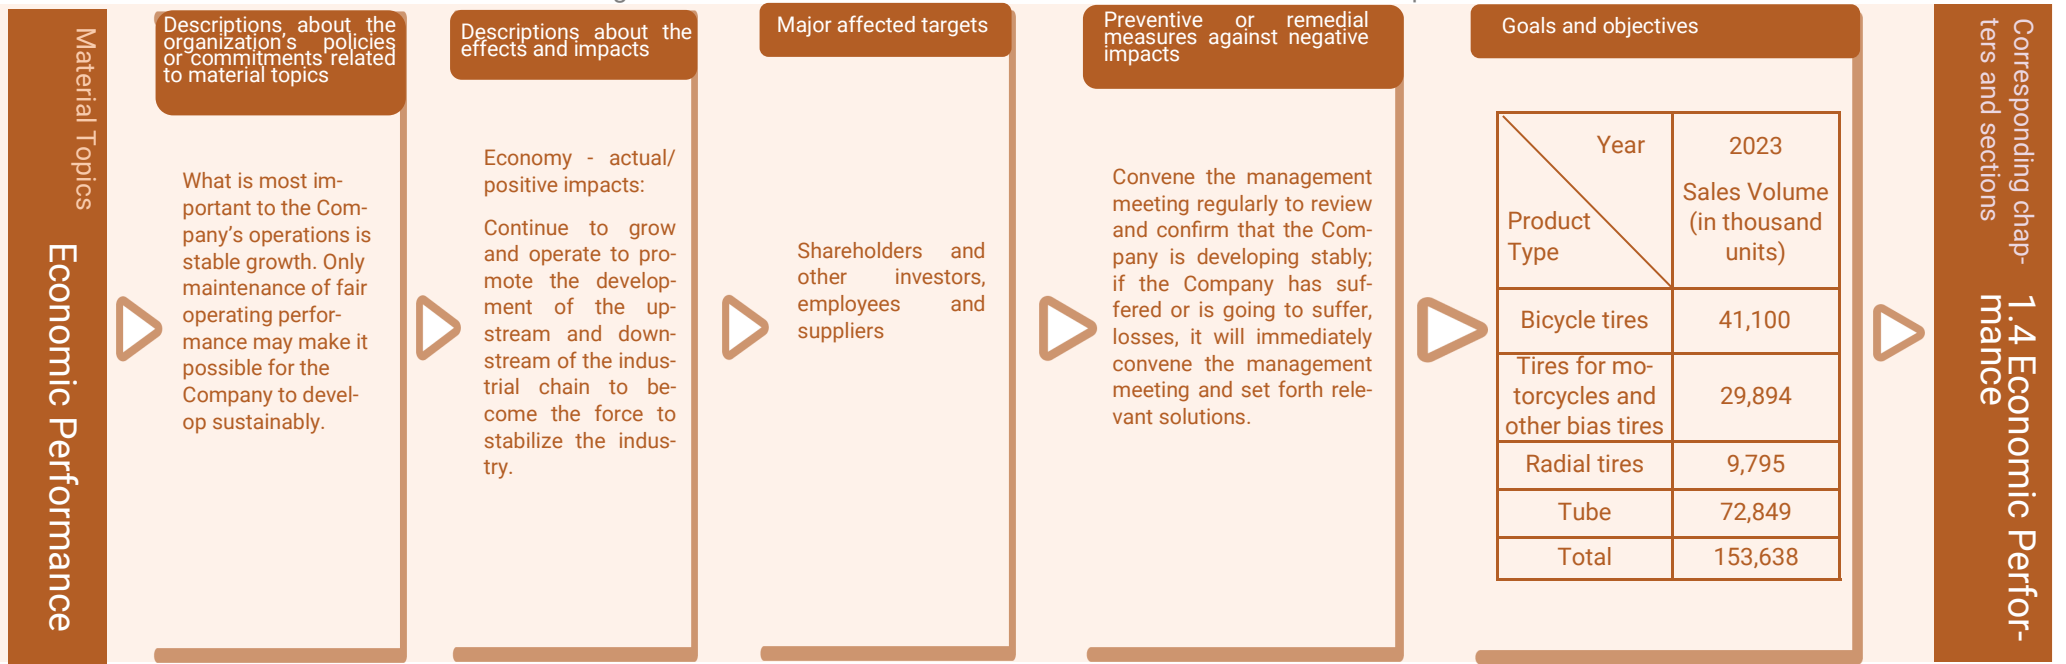 Material Topics
Economic Performance
Descriptions about the
organization's policies
or commitments related
to material topics
What is most im-
portant to the Com-
pany's operations is
stable growth. Only
maintenance of fair
operating perfor-
mance may make it
possible for the
Company to devel-
op sustainably.
Descriptions about the
effects and impacts
Economy - actual/
positive impacts:
Continue to grow
and operate to pro-
mote the develop-
ment of the up-
stream and down-
stream of the indus-
trial chain to be-
come the force to
stabilize the indus-
try.
Major affected targets
Shareholders and
other investors,
employees and
suppliers
Preventive or remedial
measures against negative
impacts
Convene the management
meeting regularly to review
and confirm that the Com-
pany is developing stably;
if the Company has suf-
fered or is going to suffer,
losses, it will immediately
convene the management
meeting and set forth rele-
vant solutions.
Goals and objectives
Year
Product
Type
2023
Sales Volume
(in thousand
units)
Bicycle tires 41,100
Tires for mo-
torcycles and
other bias tires 29,894
Radial tires 9,795
Tube 72,849
Total 153,638
Corresponding chap-
ters and sections
1.4 Economic Perfor-
mance